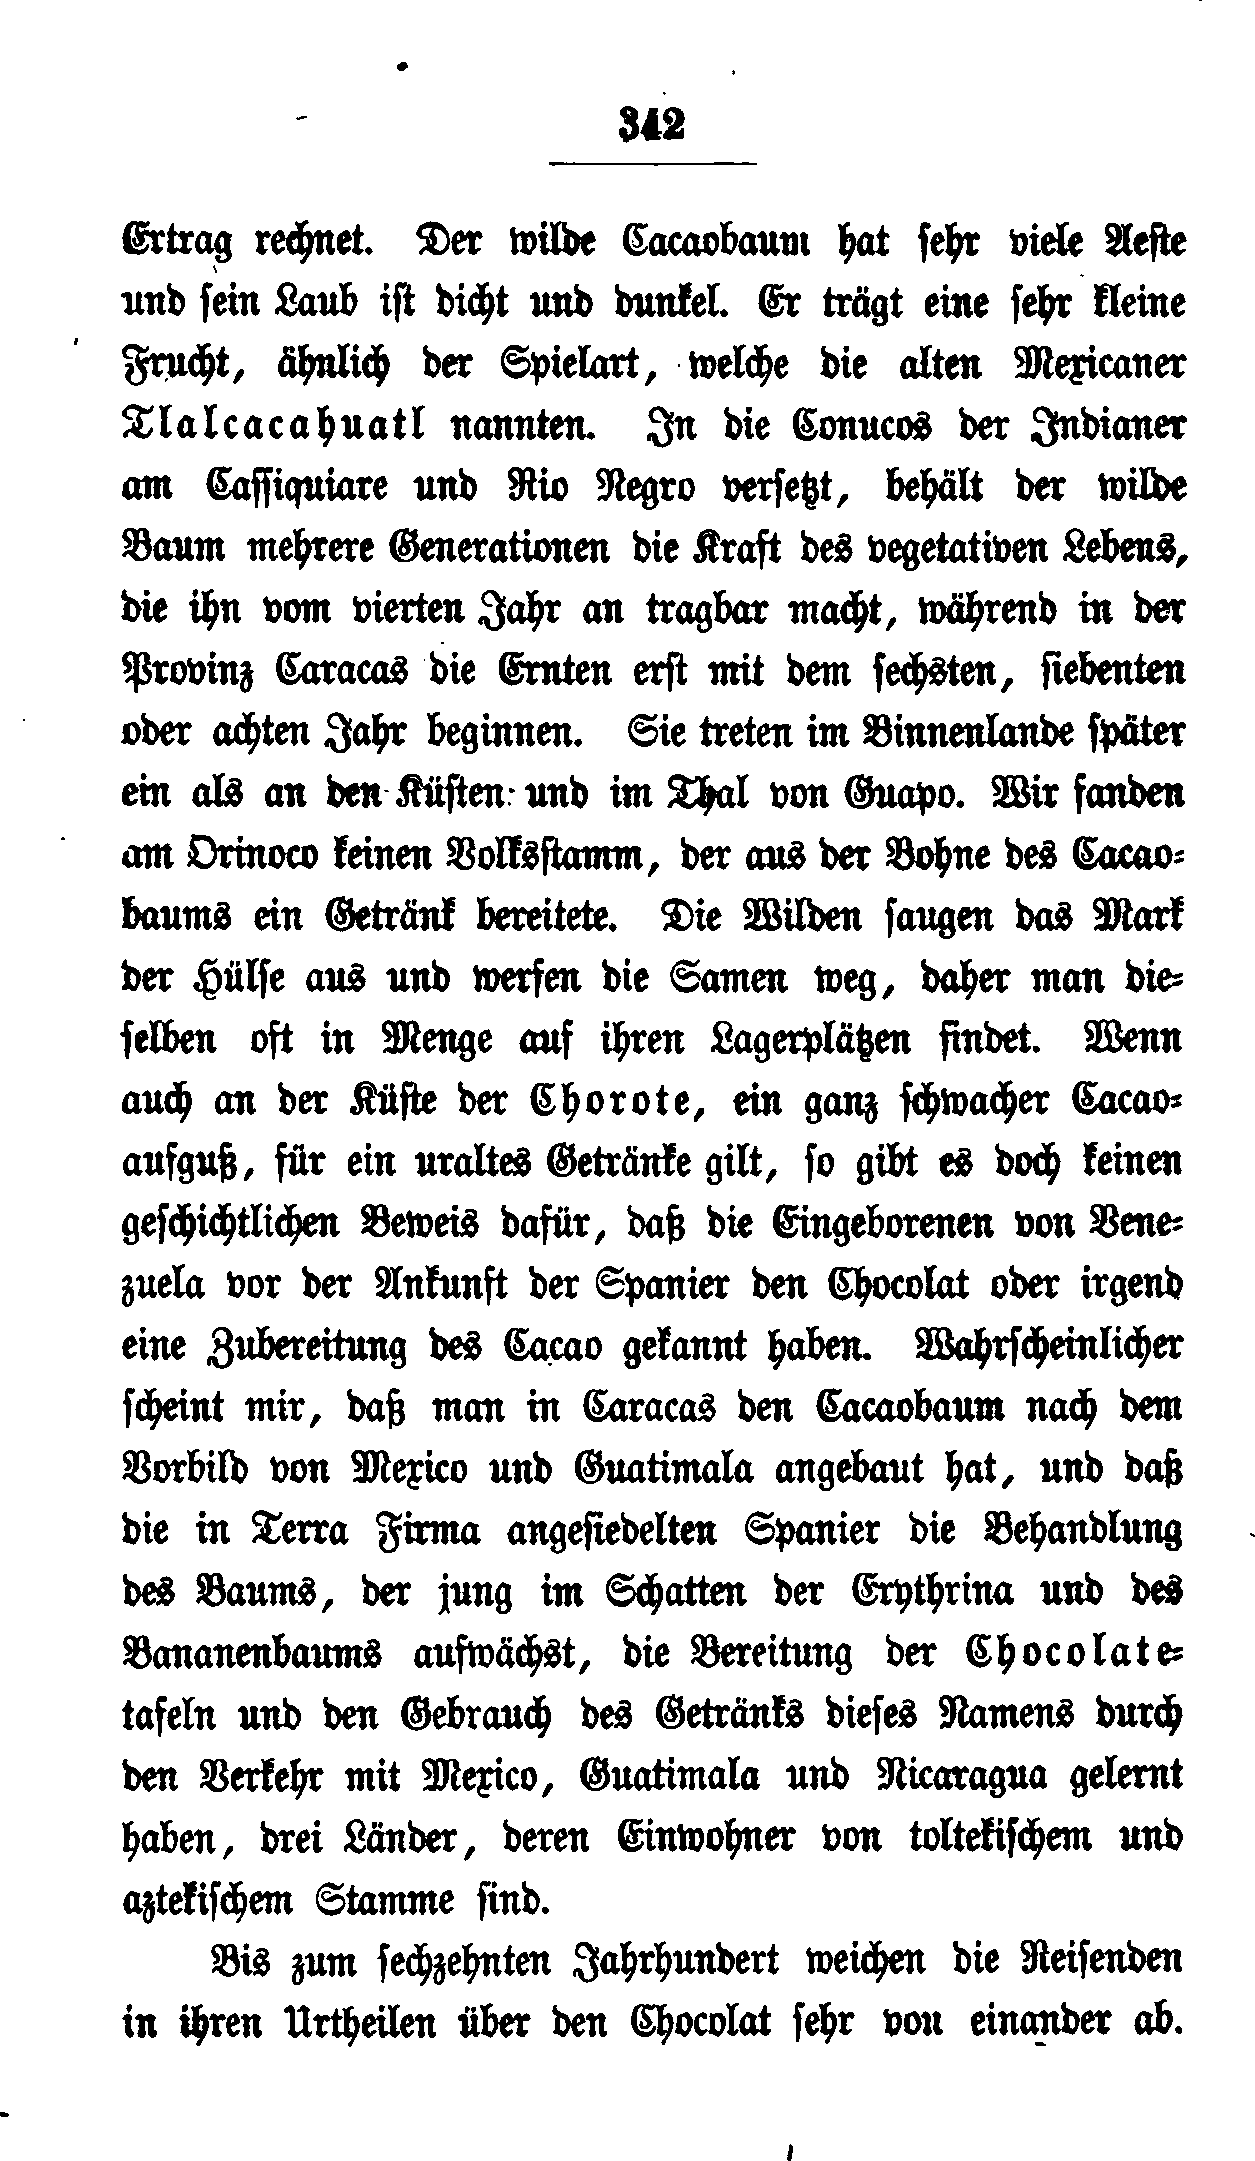 342
Ertrag rechnet. Der wilde Cacaobaum hat sehr viele Aeste
und sein Laub ist dicht und dunkel. Er trägt eine sehr kleine
Frucht, ähnlich der Spielart, welche die alten Mexicaner
Tlalcacahuatl nannten. In die Conucos der Indianer
am Cassiquiare und Rio Negro versetzt, behält der wilde
Baum mehrere Generationen die Kraft des vegetativen Lebens,
die ihn vom vierten Jahr an tragbar macht, während in der
Provinz Caracas die Ernten erst mit dem sechsten, siebenten
oder achten Jahr beginnen. Sie treten im Binnenlande später
ein als an den Küsten und im Thal von Guapo. Wir fanden
am Orinoco keinen Volksstamm, der aus der Bohne des Cacao-
baums ein Getränk bereitete. Die Wilden saugen das Mark
der Hülse aus und werfen die Samen weg, daher man die-
selben oft in Menge auf ihren Lagerplätzen findet. Wenn
auch an der Küste der Chorote, ein ganz schwacher Cacao-
aufguß, für ein uraltes Getränke gilt, so gibt es doch keinen
geschichtlichen Beweis dafür, daß die Eingeborenen von Vene-
zuela vor der Ankunft der Spanier den Chocolat oder irgend
eine Zubereitung des Cacao gekannt haben. Wahrscheinlicher
scheint mir, daß man in Caracas den Cacaobaum nach dem
Vorbild von Mexico und Guatimala angebaut hat, und daß
die in Terra Firma angesiedelten Spanier die Behandlung
des Baums, der jung im Schatten der Erythrina und des
Bananenbaums aufwächst, die Bereitung der Chocolate-
tafeln und den Gebrauch des Getränks dieses Namens durch
den Verkehr mit Mexico, Guatimala und Nicaragua gelernt
haben, drei Länder, deren Einwohner von toltekischem und
aztekischem Stamme sind.
Bis zum sechzehnten Jahrhundert weichen die Reisenden
in ihren Urtheilen über den Chocolat sehr von einander ab.